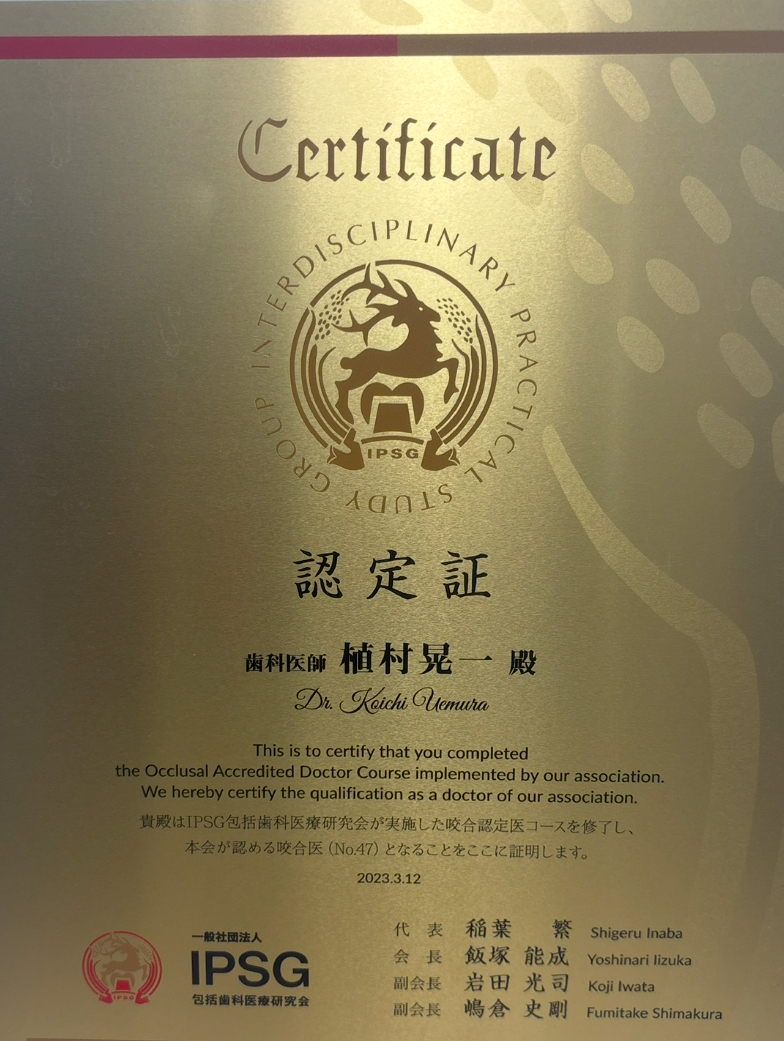 Certificate
INTERDISCIPLINARY PRACTICAL STUDY GROUP
IPSG
認定証
歯科医師 植村晃一 殿
Dr. Koichi Uemura
This is to certify that you completed
the Occlusal Accredited Doctor Course implemented by our association.
We hereby certify the qualification as a doctor of our association.
貴殿はIPSG包括歯科医療研究会が実施した咬合認定医コースを修了し、
本会が認める咬合医（No.47）となることをここに証明します。
2023.3.12
一般社団法人
IPSG
包括歯科医療研究会
IPSG
代 表 稲葉 繁 Shigeru Inaba
会 長 飯塚 能成 Yoshinari Iizuka
副会長 岩田 光司 Koji Iwata
副会長 嶋倉 史剛 Fumitake Shimakura